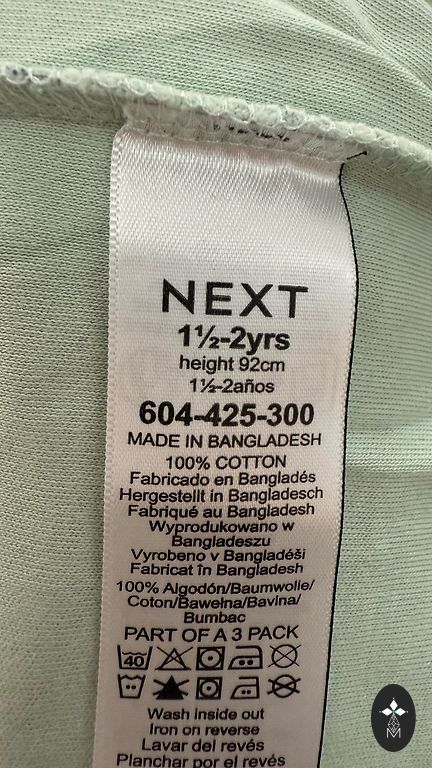 NEXT
1½-2yrs
height 92cm
1½-2años
604-425-300
MADE IN BANGLADESH
100% COTTON
Fabricado en Bangladés
Hergestellt in Bangladesch
Fabriqué au Bangladesh
Wyprodukowano w
Bangladeszu
Vyrobeno v Bangladéši
Fabricat în Bangladesh
100% Algodón/Baumwolle/
Coton/Bawełna/Bavlna/
Bumbac
PART OF A 3 PACK
40
Wash inside out
Iron on reverse
Lavar del revés
Planchar por el revés
M